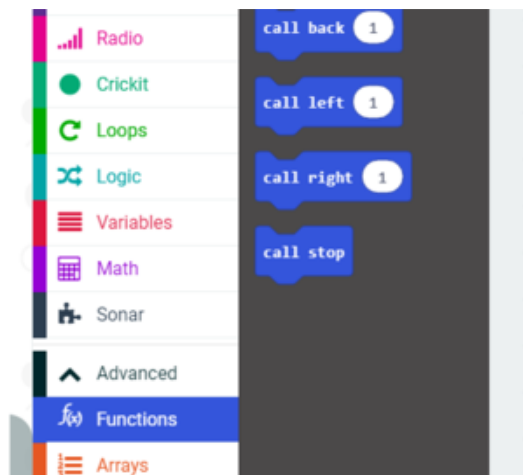 Radio
Crickit
Loops
Logic
Variables
Math
Sonar
Advanced
f(x) Functions
Arrays
call back 1
call left 1
call right 1
call stop